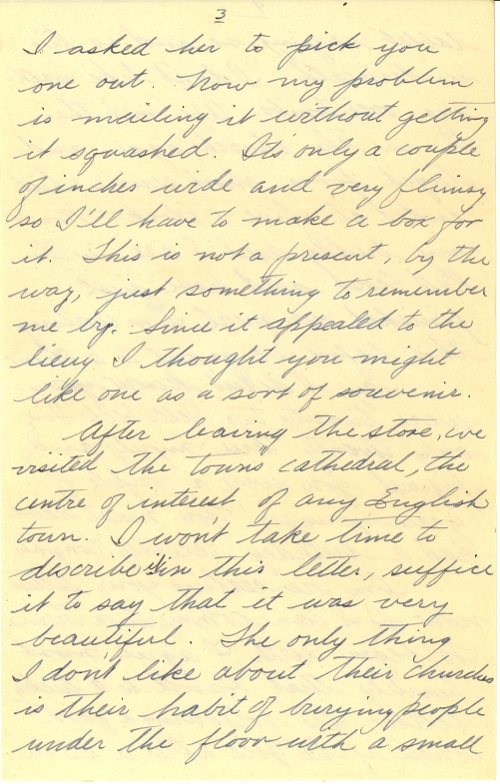 3
I asked her to pick you
one out. Now my problem
is mailing it without getting
it squashed. It's only a couple
of inches wide and very flimsy
so I'll have to make a box for
it. This is not a present, by the
way, just something to remember
me by. Since it appealed to the
lieuy I thought you might
like one as a sort of souvenir.
After leaving the store, we
visited the town's cathedral, the
centre of interest of any English
town. I won't take time to
describe it in this letter, suffice
it to say that it was very
beautiful. The only thing
I don't like about their churches
is their habit of burying people
under the floor with a small